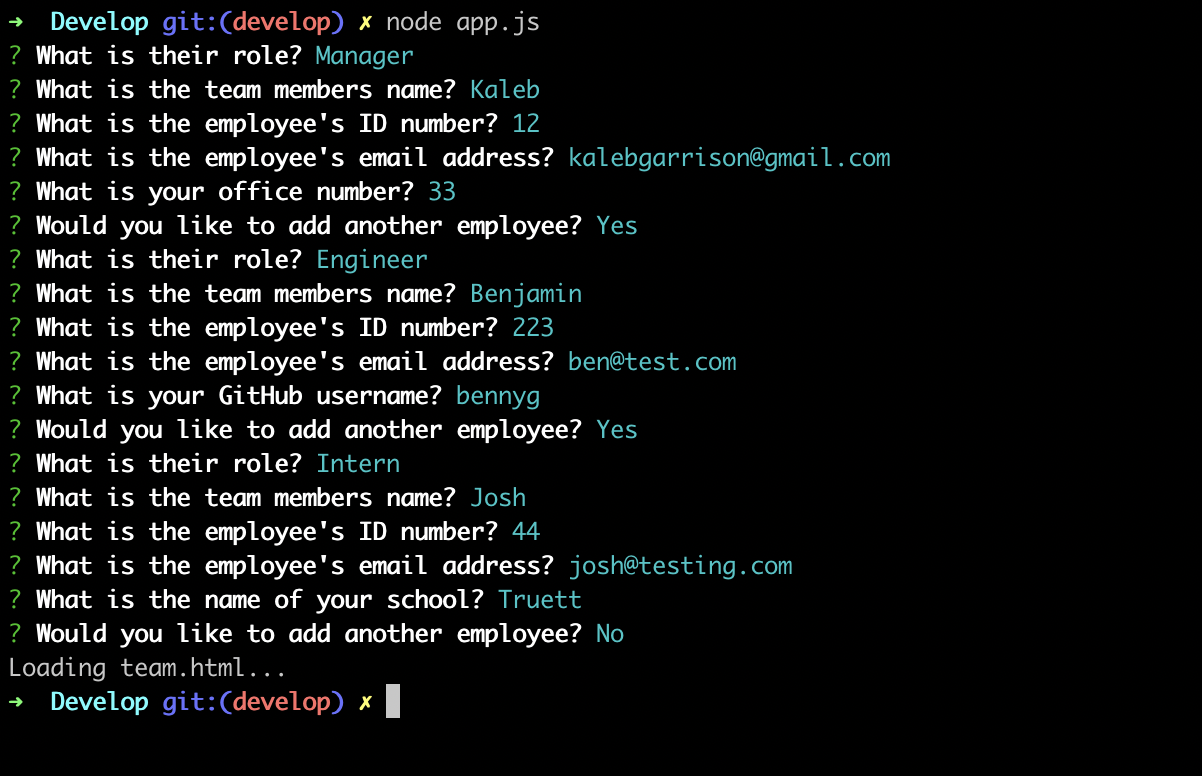 ➜  Develop git:(develop) ✗ node app.js
? What is their role? Manager
? What is the team members name? Kaleb
? What is the employee's ID number? 12
? What is the employee's email address? kalebgarrison@gmail.com
? What is your office number? 33
? Would you like to add another employee? Yes
? What is their role? Engineer
? What is the team members name? Benjamin
? What is the employee's ID number? 223
? What is the employee's email address? ben@test.com
? What is your GitHub username? bennyg
? Would you like to add another employee? Yes
? What is their role? Intern
? What is the team members name? Josh
? What is the employee's ID number? 44
? What is the employee's email address? josh@testing.com
? What is the name of your school? Truett
? Would you like to add another employee? No
Loading team.html...
➜  Develop git:(develop) ✗